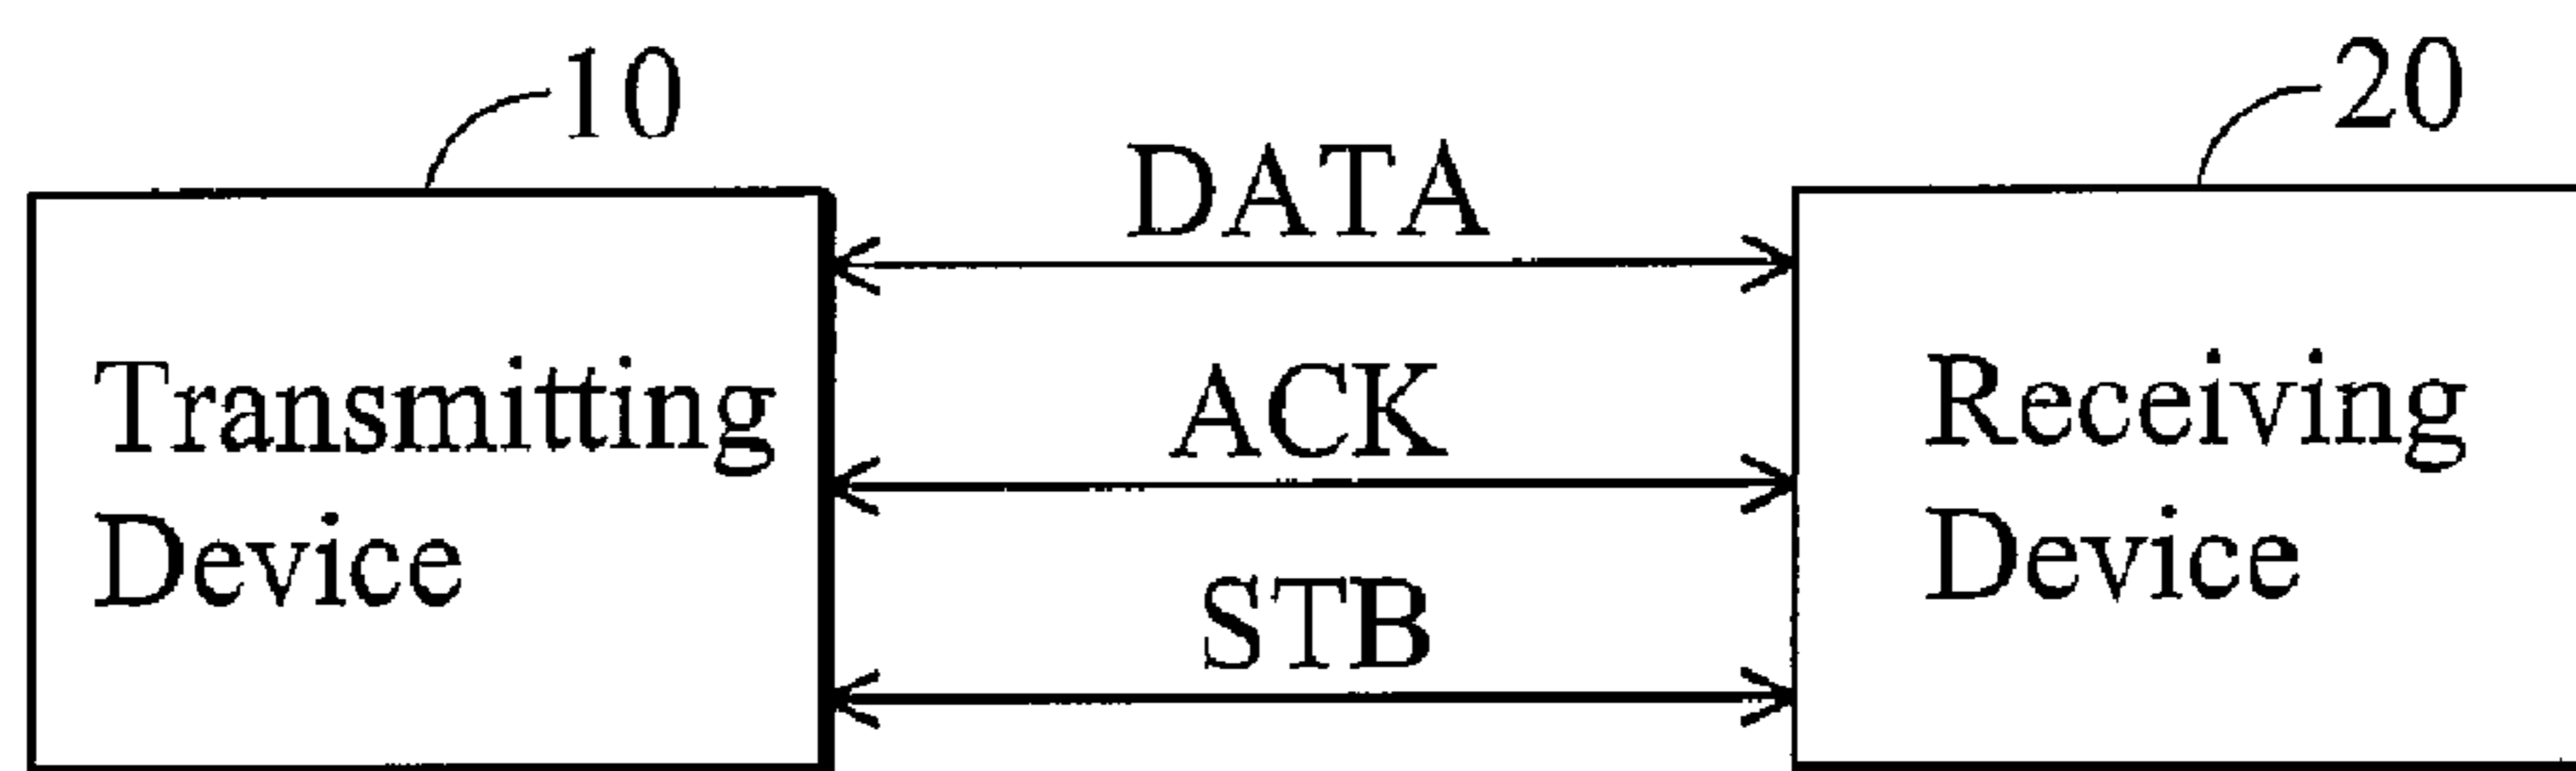 10
20
DATA
ACK
STB
Transmitting
Device
Receiving
Device